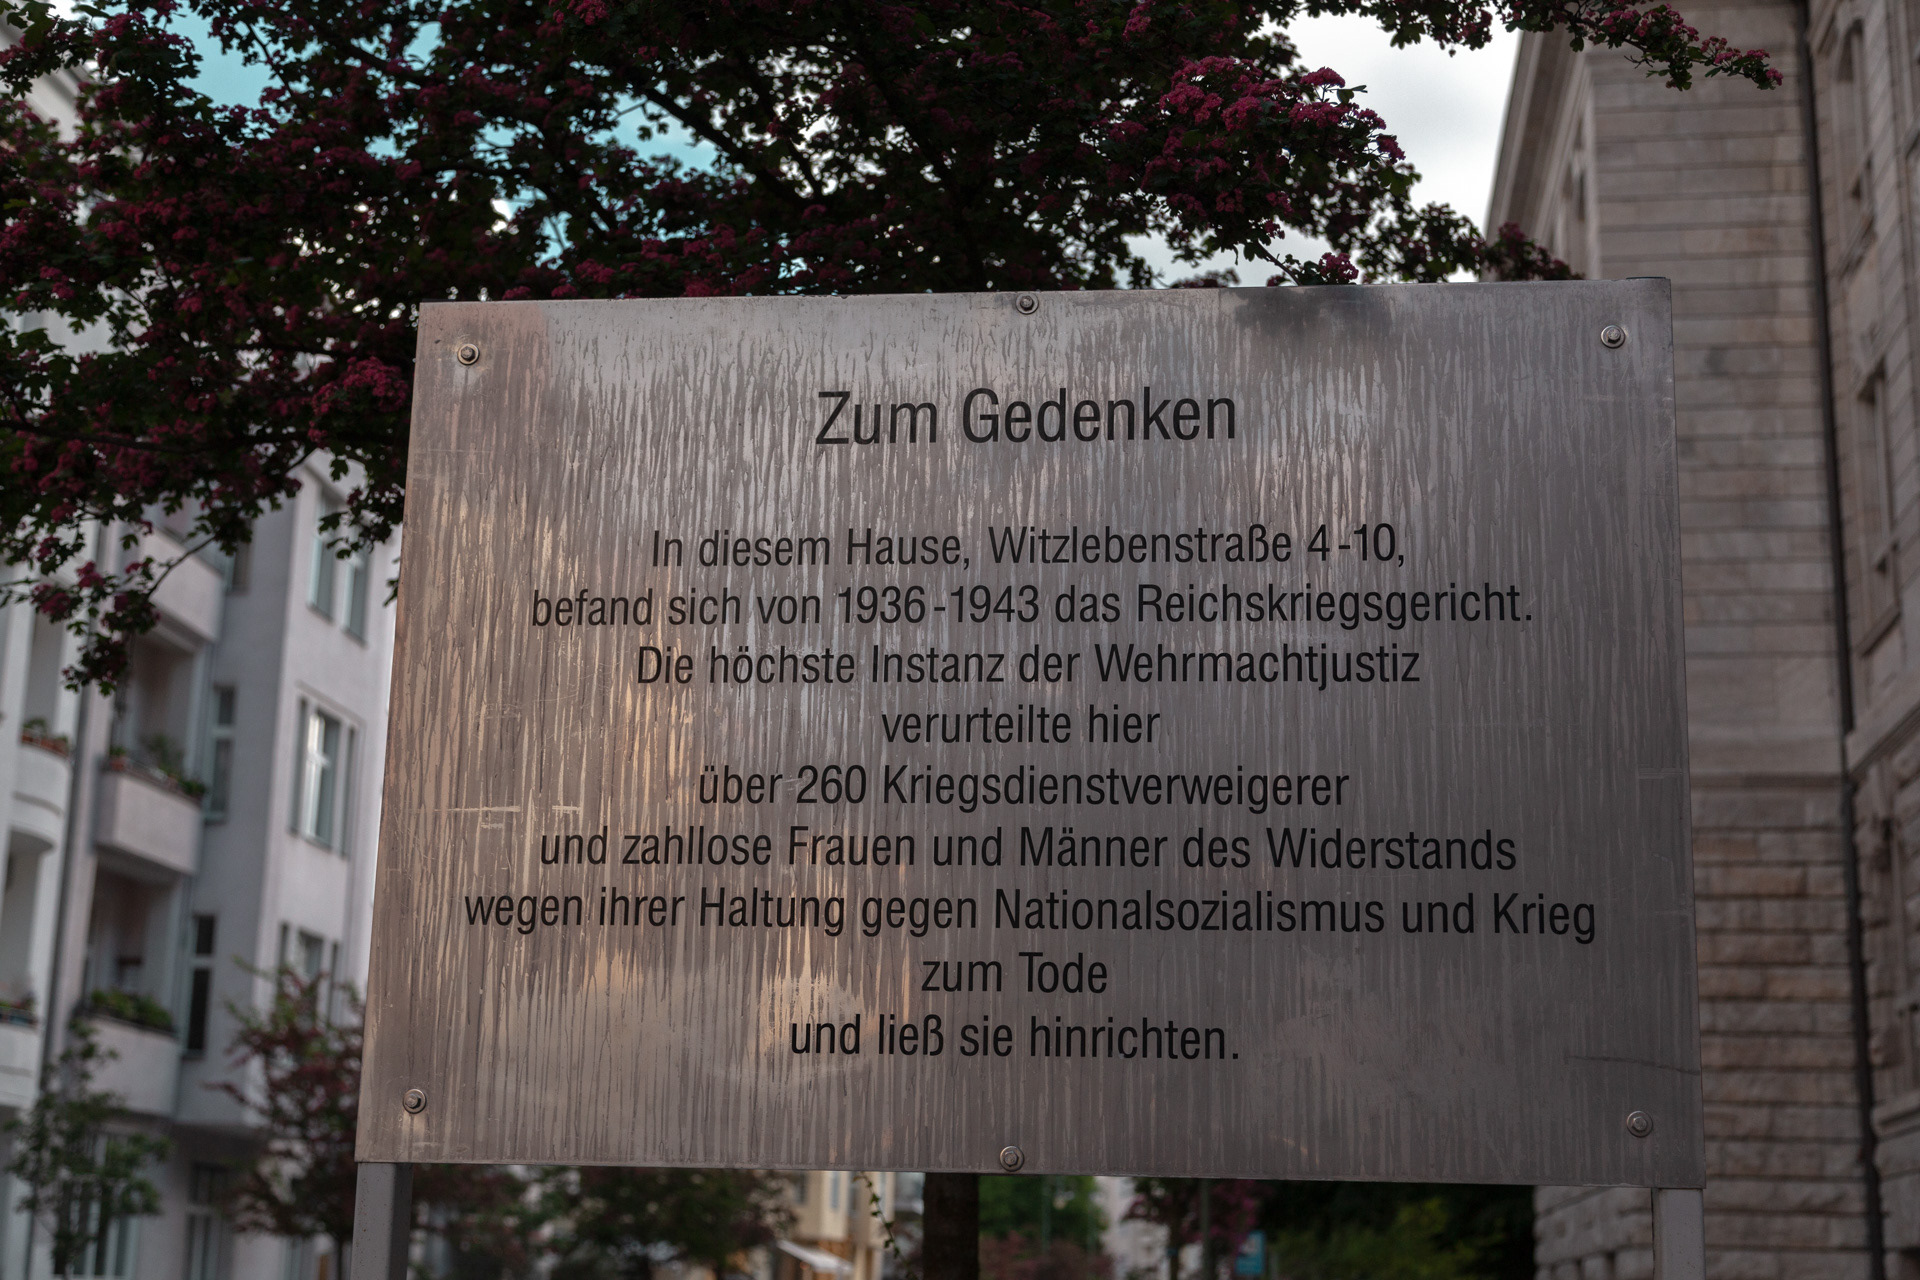 Zum Gedenken
In diesem Hause, Witzlebenstraße 4-10,
befand sich von 1936-1943 das Reichskriegsgericht.
Die höchste Instanz der Wehrmachtjustiz
verurteilte hier
über 260 Kriegsdienstverweigerer
und zahllose Frauen und Männer des Widerstands
wegen ihrer Haltung gegen Nationalsozialismus und Krieg
zum Tode
und ließ sie hinrichten.